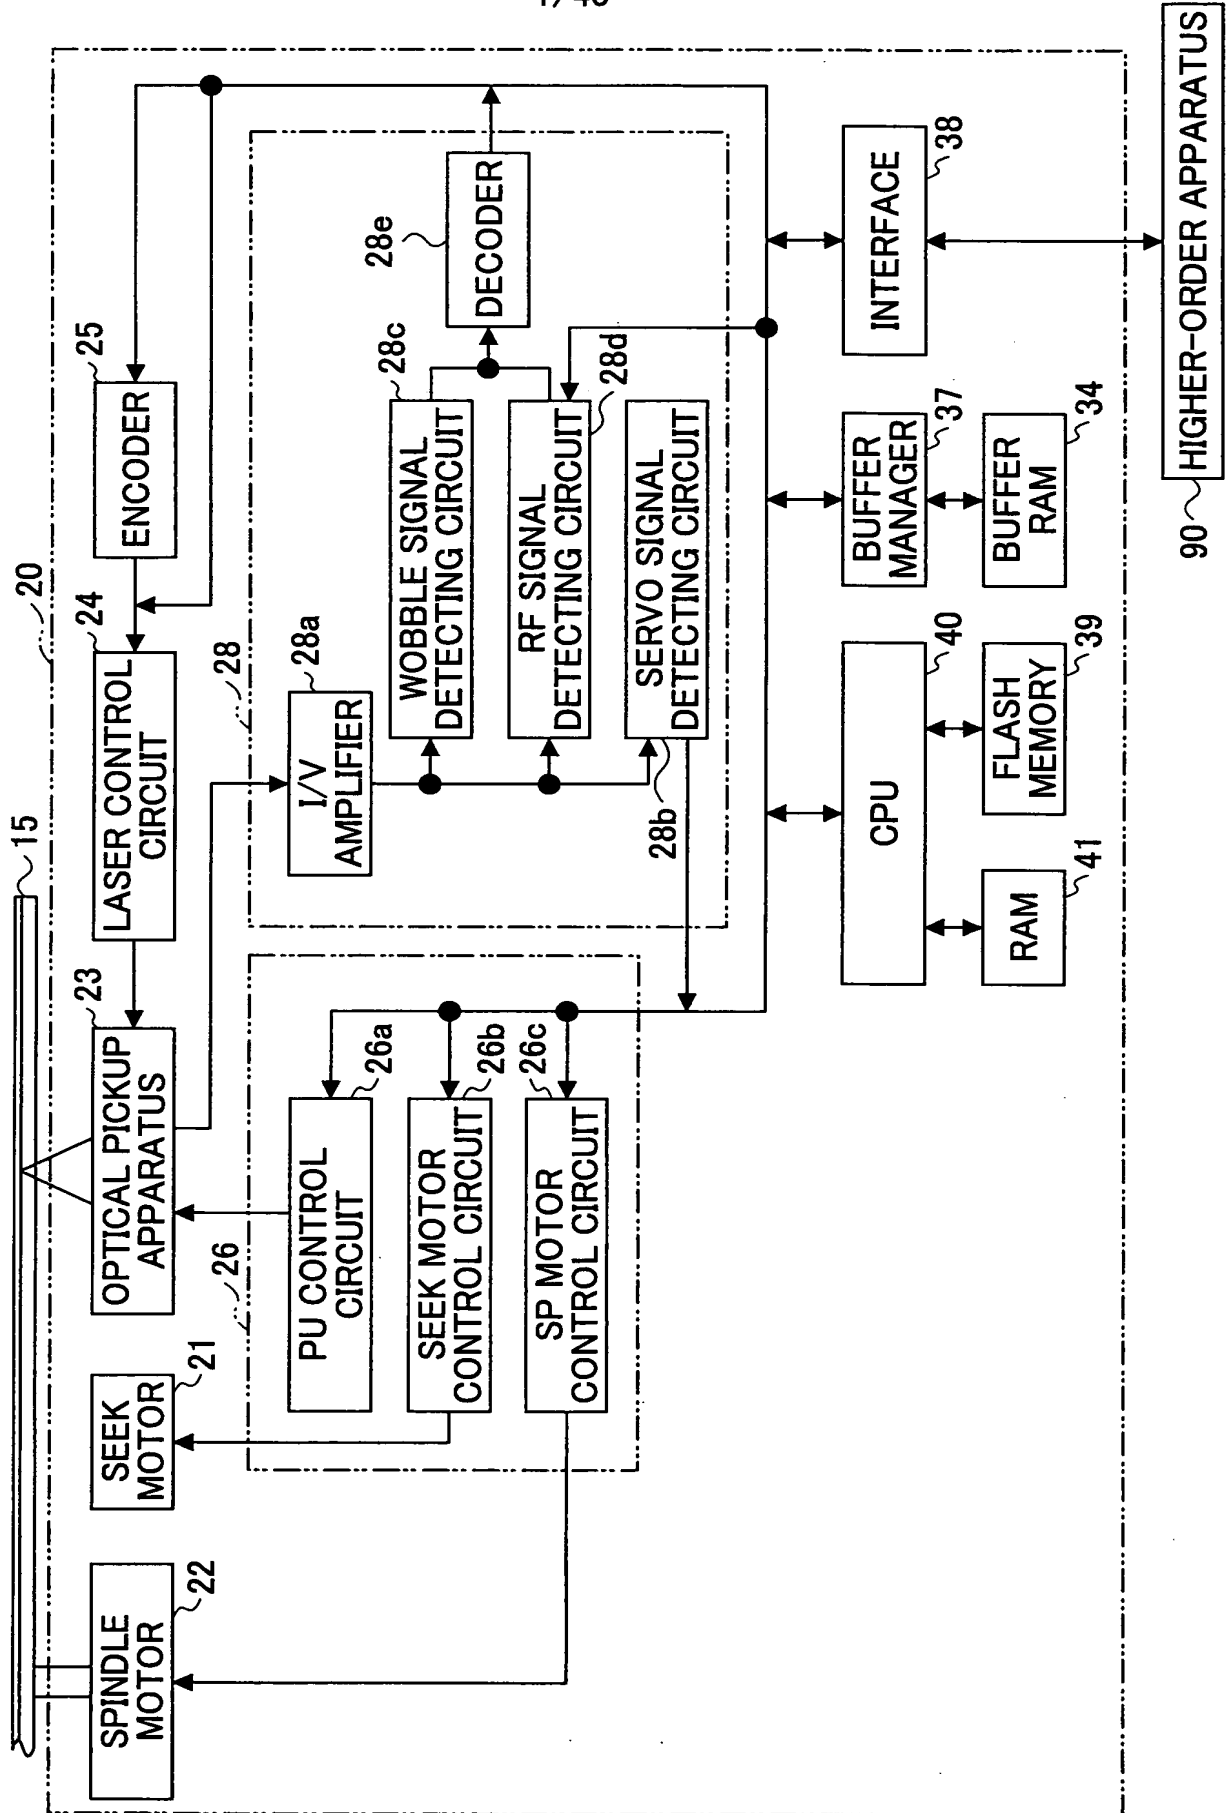 15
20
SPINDLE
MOTOR
22
SEEK
MOTOR
21
OPTICAL PICKUP
APPARATUS
23
LASER CONTROL
CIRCUIT
24
ENCODER
25
26
PU CONTROL
CIRCUIT
26a
SEEK MOTOR
CONTROL CIRCUIT
26b
SP MOTOR
CONTROL CIRCUIT
26c
28
I/V
AMPLIFIER
28a
WOBBLE SIGNAL
DETECTING CIRCUIT
28c
RF SIGNAL
DETECTING CIRCUIT
28d
SERVO SIGNAL
DETECTING CIRCUIT
28b
DECODER
28e
CPU
40
RAM
41
FLASH
MEMORY
39
BUFFER
MANAGER
37
BUFFER
RAM
34
INTERFACE
38
HIGHER-ORDER APPARATUS
90